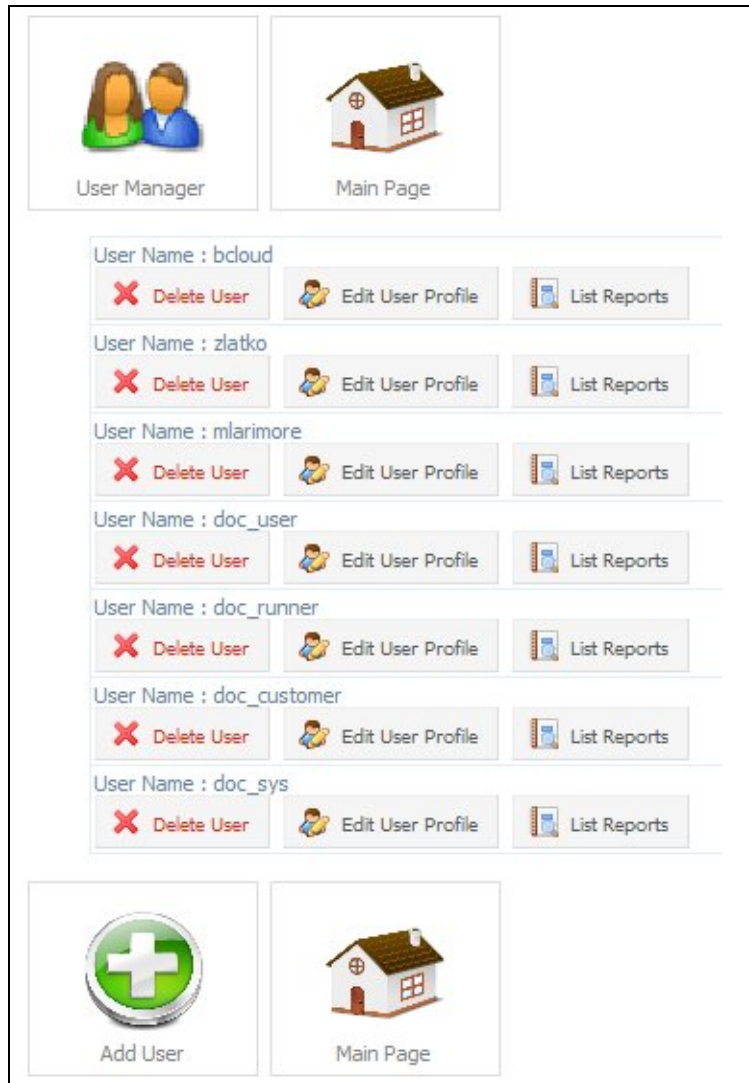 User Manager Main Page
User Name : bcloud
Delete User Edit User Profile List Reports
User Name : zlatko
Delete User Edit User Profile List Reports
User Name : mlarimore
Delete User Edit User Profile List Reports
User Name : doc_user
Delete User Edit User Profile List Reports
User Name : doc_runner
Delete User Edit User Profile List Reports
User Name : doc_customer
Delete User Edit User Profile List Reports
User Name : doc_sys
Delete User Edit User Profile List Reports
Add User Main Page